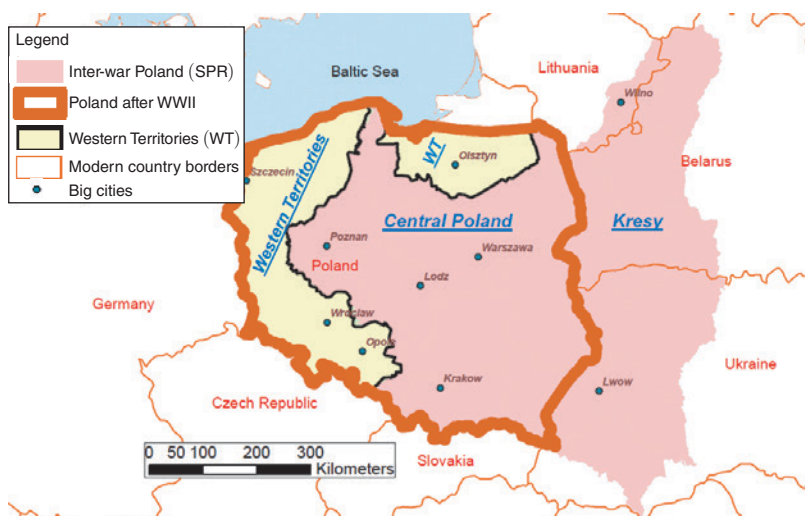 Legend
Inter-war Poland (SPR)
Poland after WWII
Western Territories (WT)
Modern country borders
Big cities
Baltic Sea
Lithuania
Wilno
Belarus
Szczecin
Western Territories
WT
Olsztyn
Central Poland
Kresy
Poznan
Warszawa
Poland
Lodz
Germany
Wroclaw
Opole
Ukraine
Krakow
Lwow
Czech Republic
Slovakia
0 50 100 200 300
Kilometers